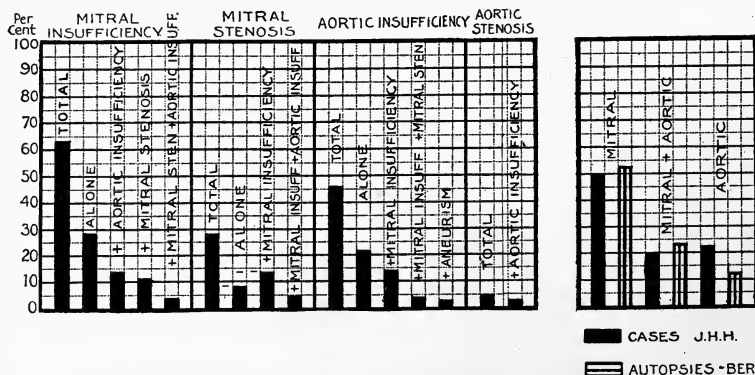 Per Cent
MITRAL INSUFFICIENCY
MITRAL STENOSIS
AORTIC INSUFFICIENCY
AORTIC STENOSIS
100
90
80
70
60
50
40
30
20
10
0
TOTAL
ALONE
+ AORTIC INSUFFICIENCY
+ MITRAL STENOSIS
+ MITRAL STEN + AORTIC INSUFF.
TOTAL
ALONE
+ MITRAL INSUFFICIENCY
+ MITRAL INSUFF + AORTIC INSUFF
TOTAL
ALONE
+ MITRAL INSUFFICIENCY
+ MITRAL INSUFF + MITRAL STEN
+ ANEURISM
TOTAL
+ AORTIC INSUFFICIENCY
MITRAL
MITRAL + AORTIC
AORTIC
CASES J.H.H.
AUTOPSIES - BER